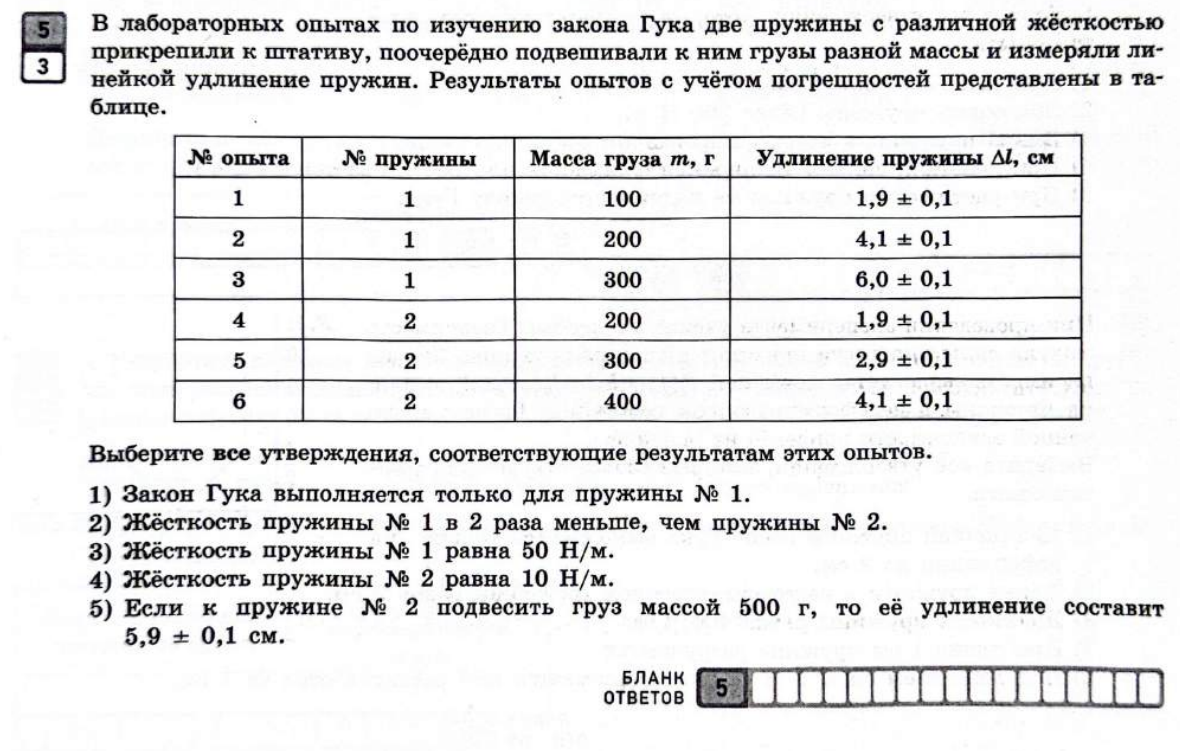 5
3
В лабораторных опытах по изучению закона Гука две пружины с различной жёсткостью
прикрепили к штативу, поочерёдно подвешивали к ним грузы разной массы и измеряли ли-
нейкой удлинение пружин. Результаты опытов с учётом погрешностей представлены в та-
блице.
№ опыта № пружины Масса груза m, г Удлинение пружины Δl, см
1 1 100 1,9 ± 0,1
2 1 200 4,1 ± 0,1
3 1 300 6,0 ± 0,1
4 2 200 1,9 ± 0,1
5 2 300 2,9 ± 0,1
6 2 400 4,1 ± 0,1
Выберите все утверждения, соответствующие результатам этих опытов.
1) Закон Гука выполняется только для пружины № 1.
2) Жёсткость пружины № 1 в 2 раза меньше, чем пружины № 2.
3) Жёсткость пружины № 1 равна 50 Н/м.
4) Жёсткость пружины № 2 равна 10 Н/м.
5) Если к пружине № 2 подвесить груз массой 500 г, то её удлинение составит
5,9 ± 0,1 см.
БЛАНК
ОТВЕТОВ 5